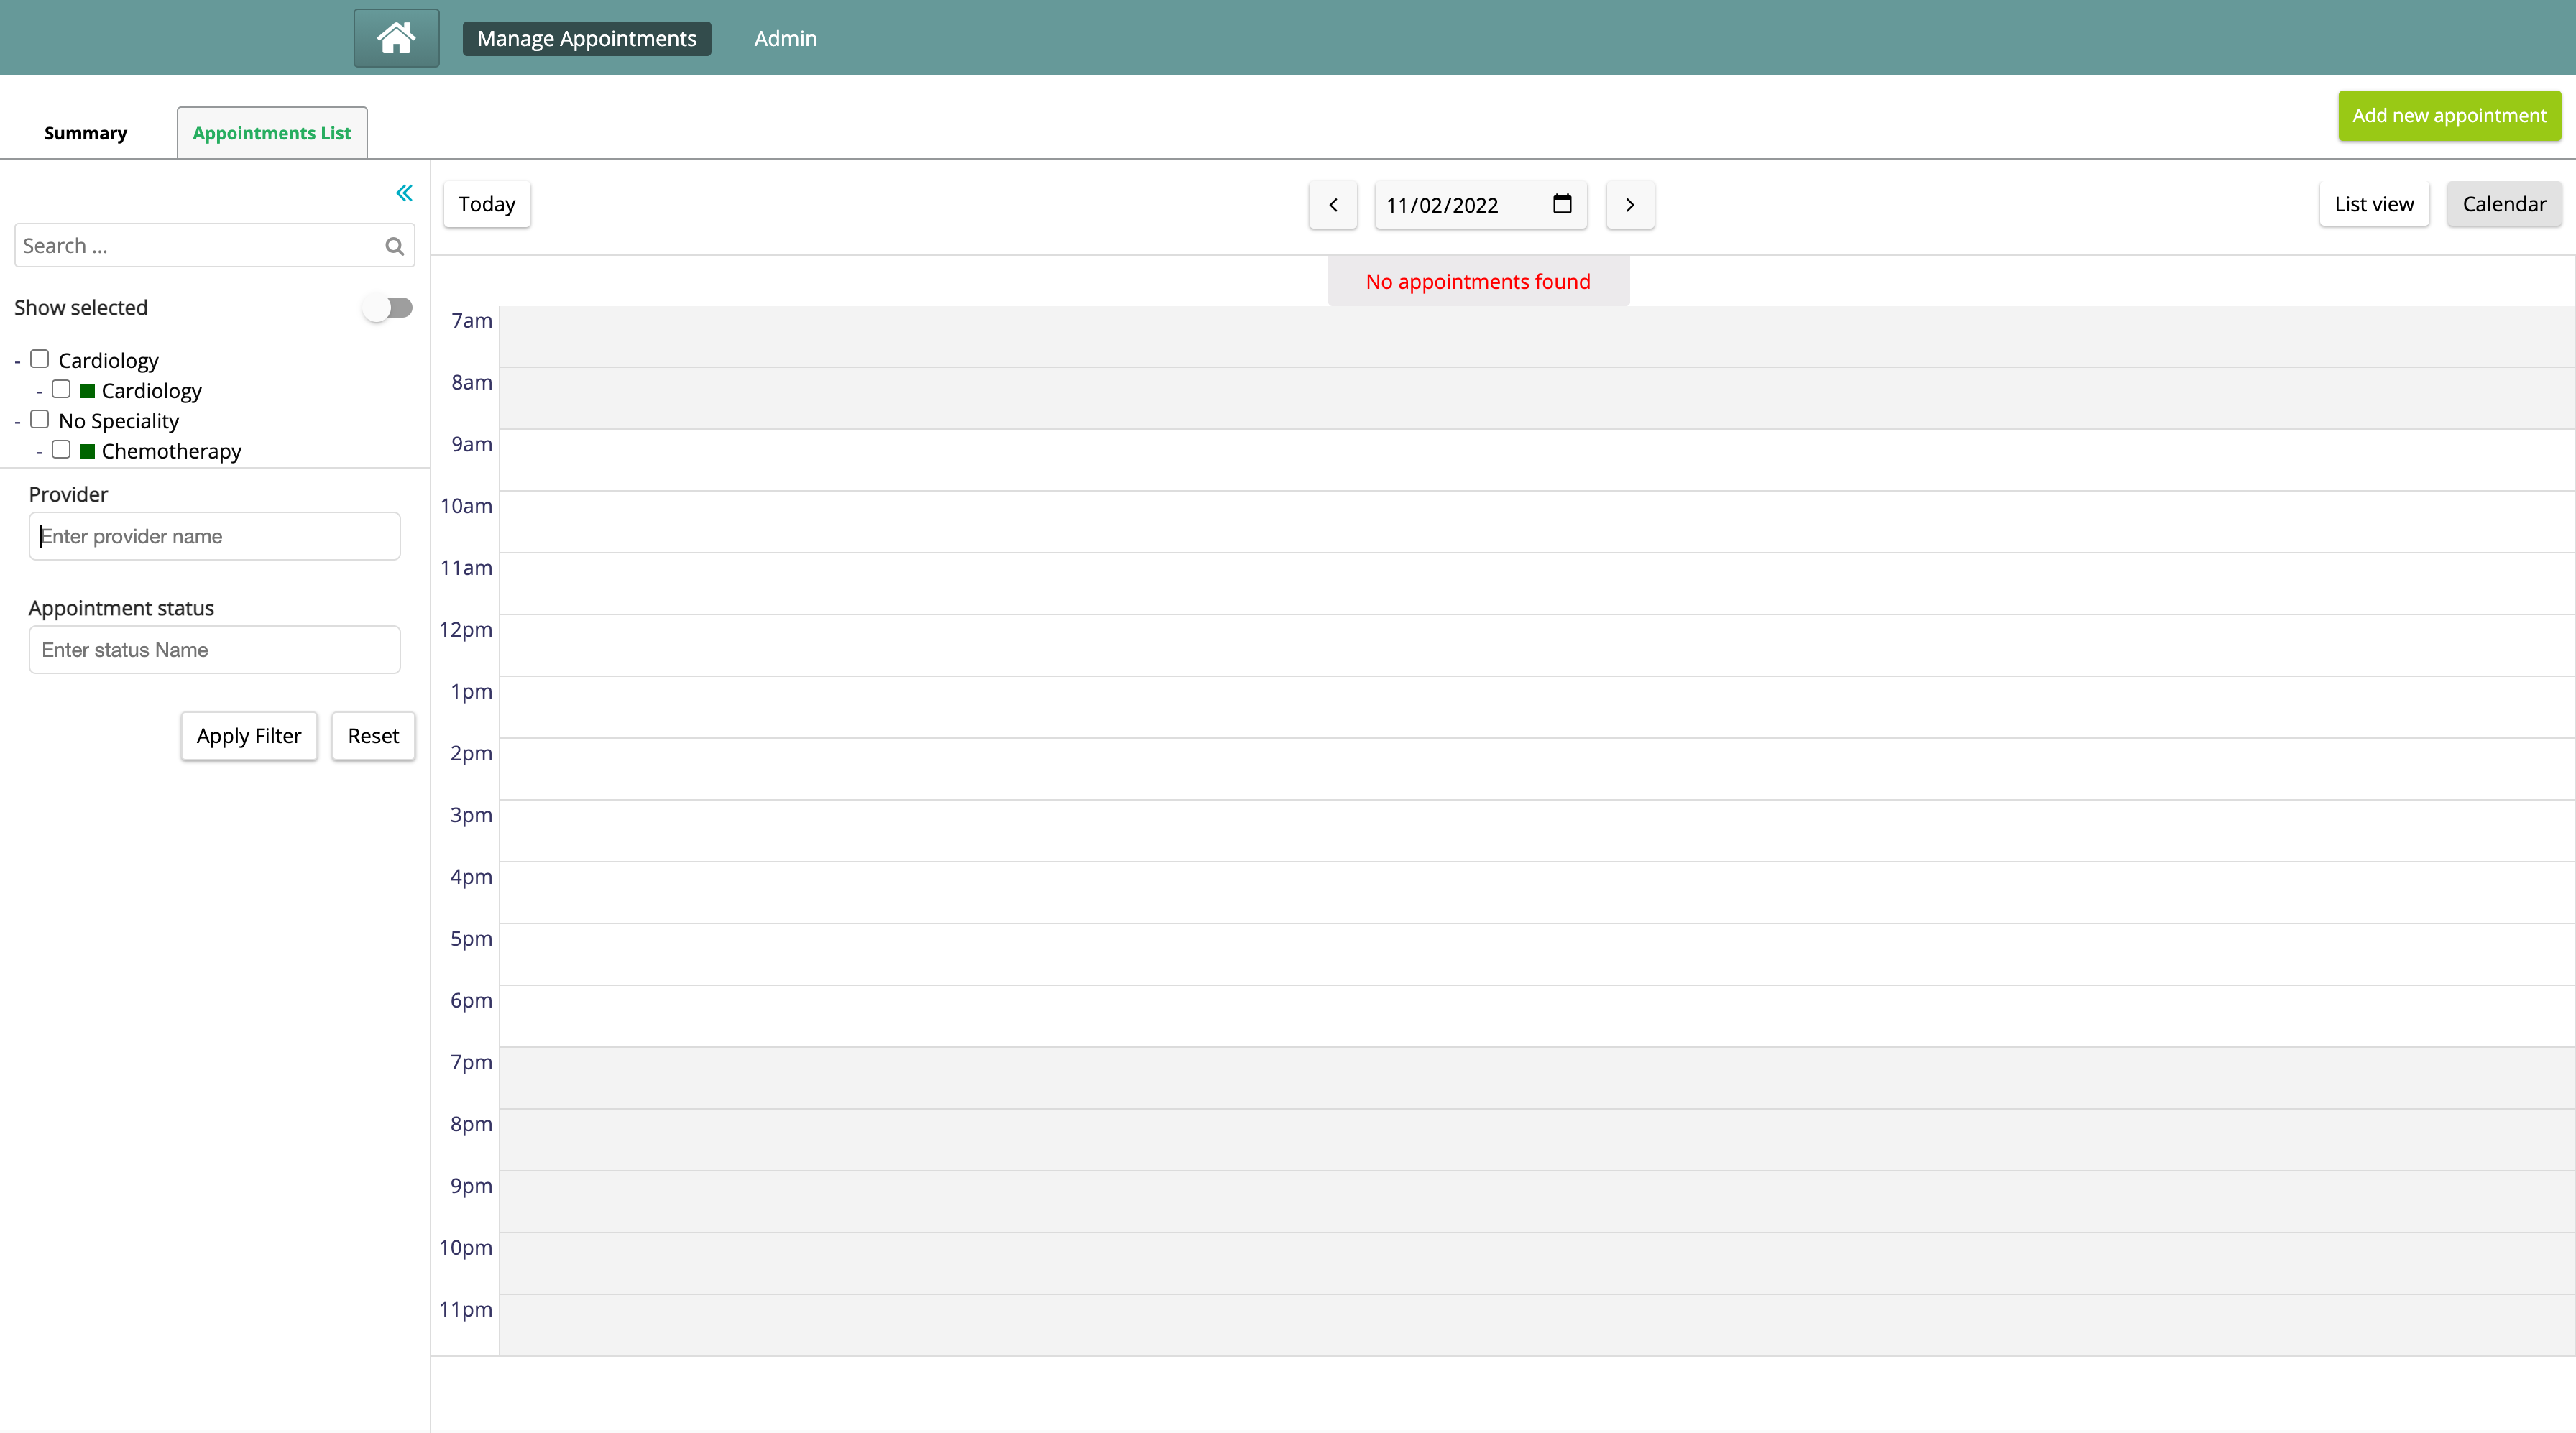 Manage Appointments Admin
Summary Appointments List Add new appointment
Today 11/02/2022 List view Calendar
Search ...
Show selected
- Cardiology
- Cardiology
- No Speciality
- Chemotherapy
Provider
Enter provider name
Appointment status
Enter status Name
Apply Filter Reset
No appointments found
7am
8am
9am
10am
11am
12pm
1pm
2pm
3pm
4pm
5pm
6pm
7pm
8pm
9pm
10pm
11pm